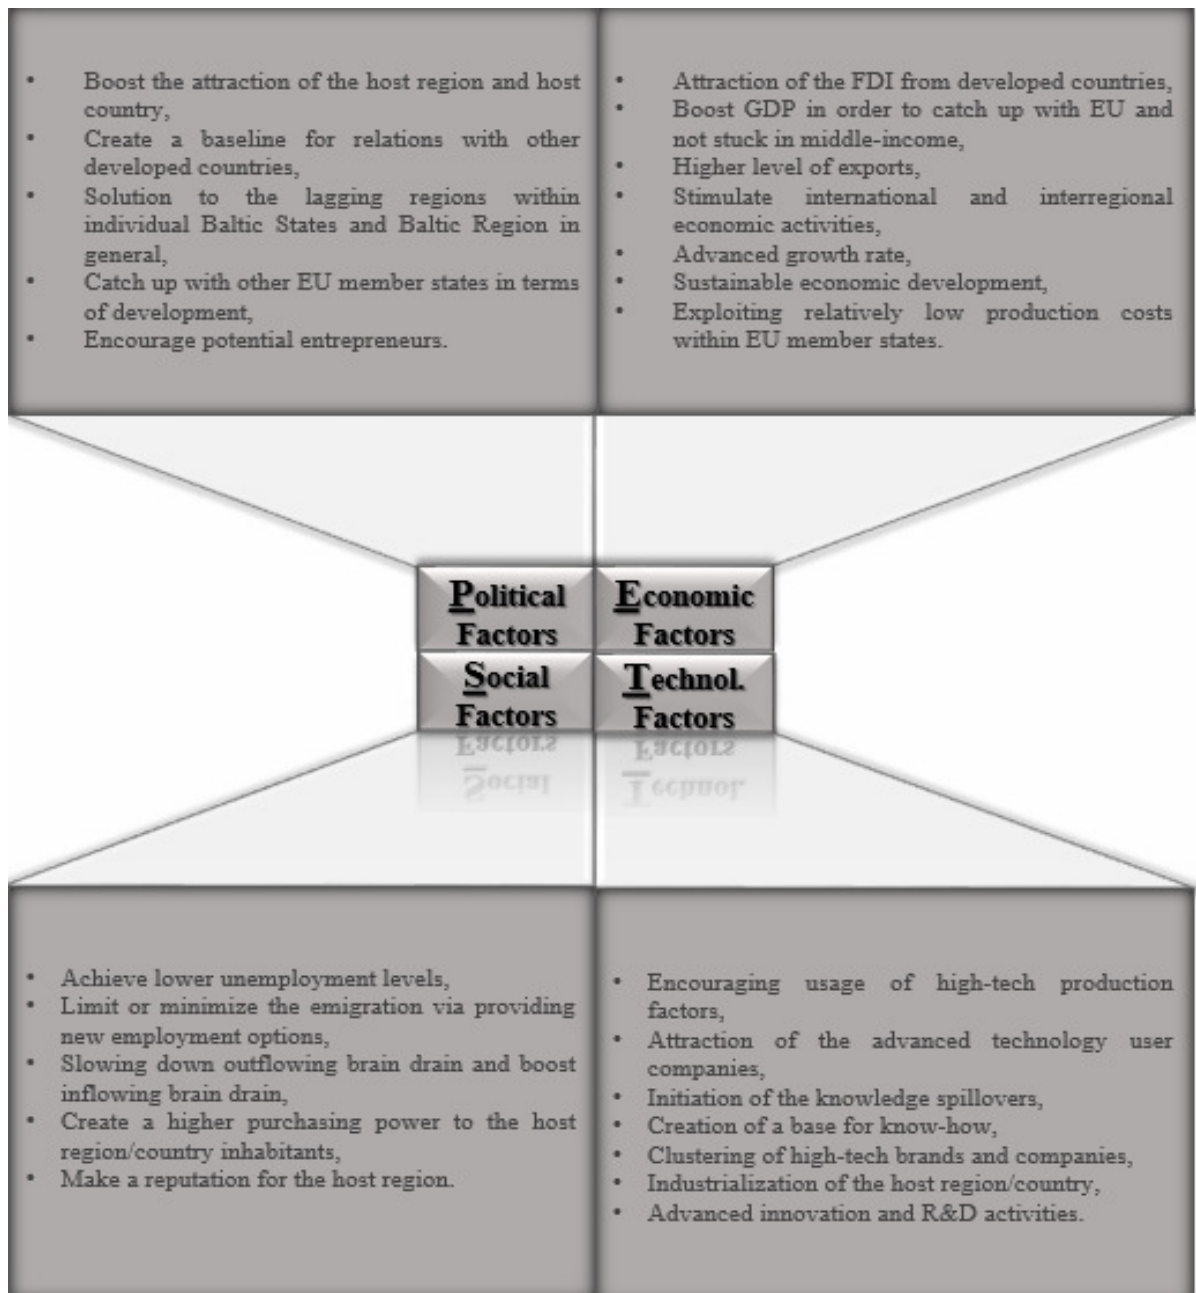 • Boost the attraction of the host region and host
country,
• Create a baseline for relations with other
developed countries,
• Solution to the lagging regions within
individual Baltic States and Baltic Region in
general,
• Catch up with other EU member states in terms
of development,
• Encourage potential entrepreneurs.
• Attraction of the FDI from developed countries,
• Boost GDP in order to catch up with EU and
not stuck in middle-income,
• Higher level of exports,
• Stimulate international and interregional
economic activities,
• Advanced growth rate,
• Sustainable economic development,
• Exploiting relatively low production costs
within EU member states.
Political
Factors
Economic
Factors
Social
Factors
Technol.
Factors
• Achieve lower unemployment levels,
• Limit or minimize the emigration via providing
new employment options,
• Slowing down outflowing brain drain and boost
inflowing brain drain,
• Create a higher purchasing power to the host
region/country inhabitants,
• Make a reputation for the host region.
• Encouraging usage of high-tech production
factors,
• Attraction of the advanced technology user
companies,
• Initiation of the knowledge spillovers,
• Creation of a base for know-how,
• Clustering of high-tech brands and companies,
• Industrialization of the host region/country,
• Advanced innovation and R&D activities.